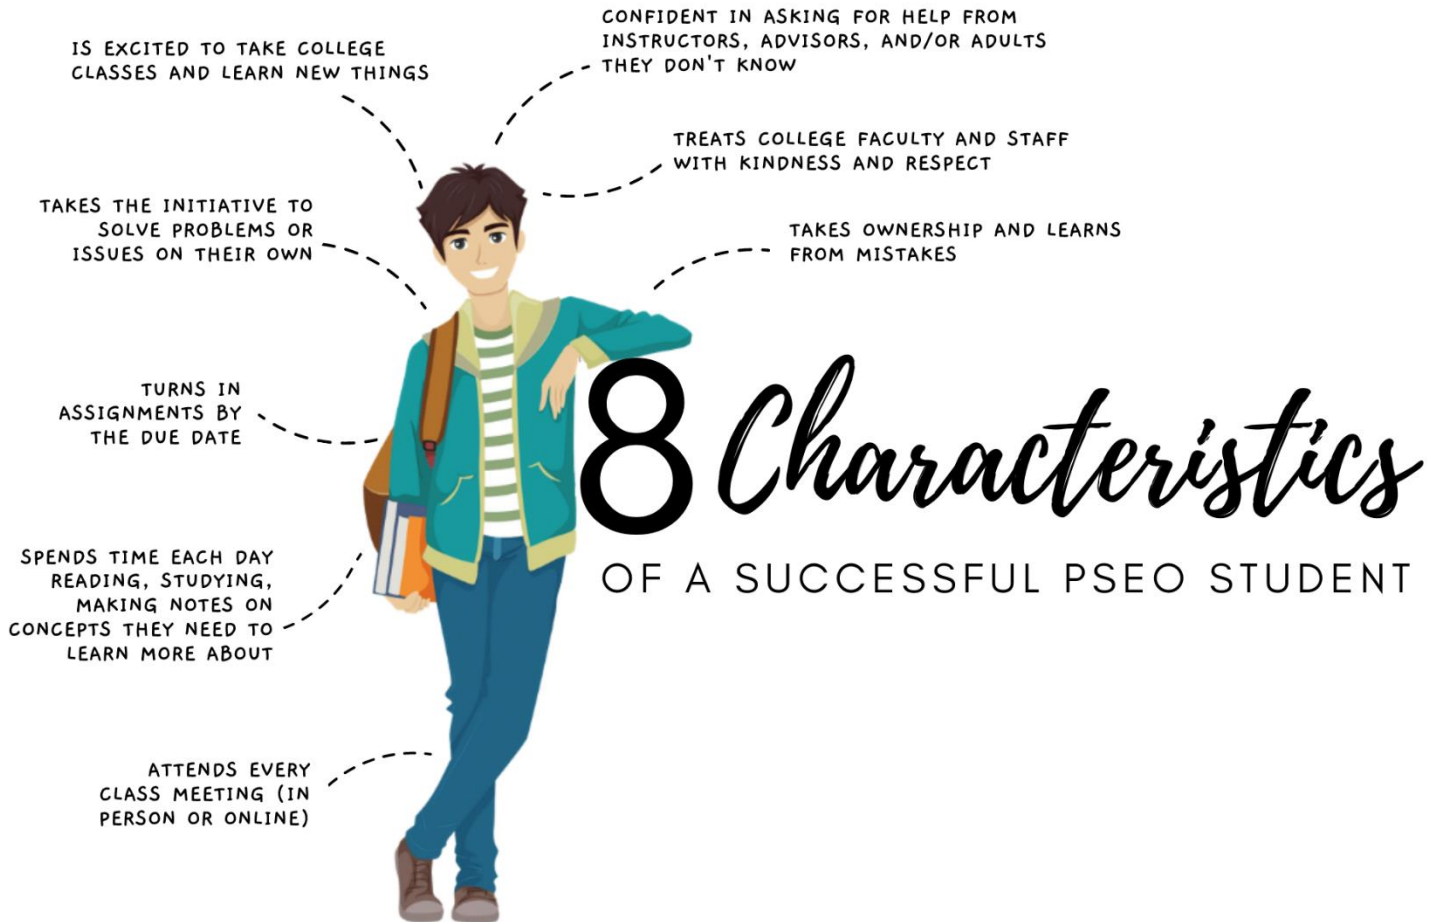 IS EXCITED TO TAKE COLLEGE
CLASSES AND LEARN NEW THINGS
CONFIDENT IN ASKING FOR HELP FROM
INSTRUCTORS, ADVISORS, AND/OR ADULTS
THEY DON'T KNOW
TREATS COLLEGE FACULTY AND STAFF
WITH KINDNESS AND RESPECT
TAKES THE INITIATIVE TO
SOLVE PROBLEMS OR
ISSUES ON THEIR OWN
TAKES OWNERSHIP AND LEARNS
FROM MISTAKES
TURNS IN
ASSIGNMENTS BY
THE DUE DATE
8 Characteristics
OF A SUCCESSFUL PSEO STUDENT
SPENDS TIME EACH DAY
READING, STUDYING,
MAKING NOTES ON
CONCEPTS THEY NEED TO
LEARN MORE ABOUT
ATTENDS EVERY
CLASS MEETING (IN
PERSON OR ONLINE)